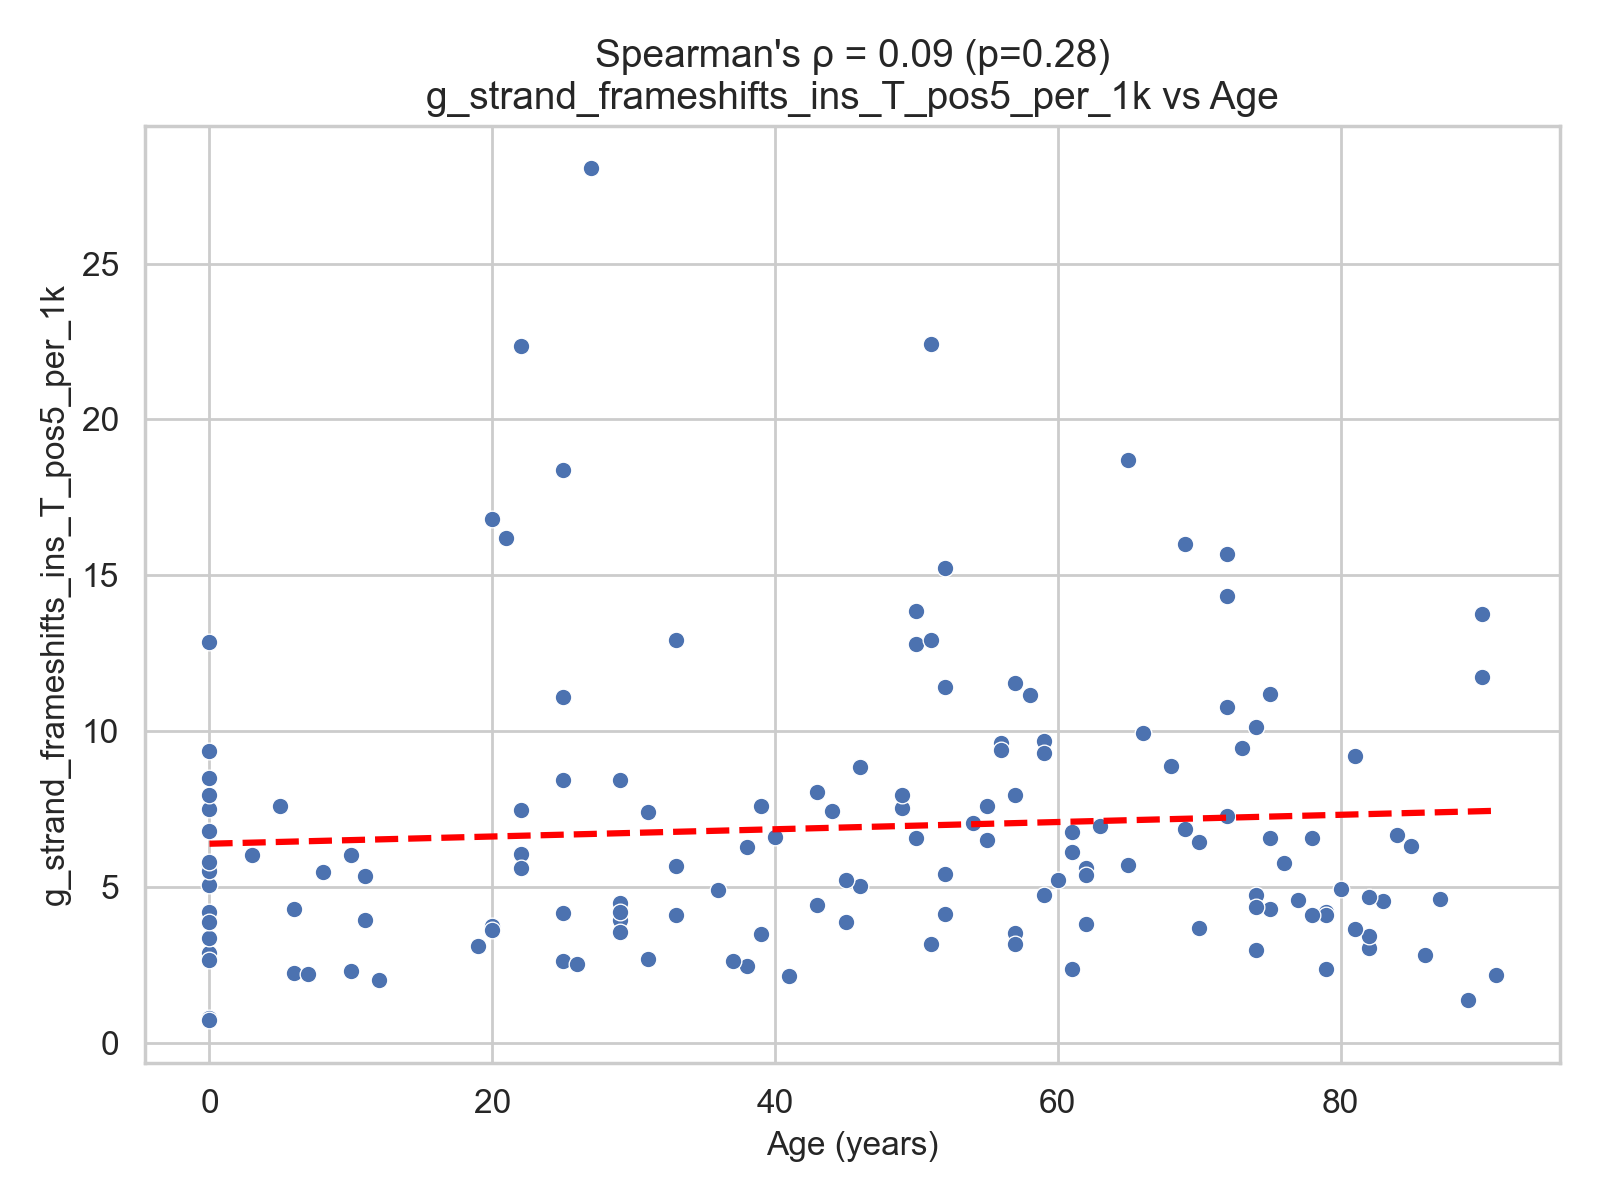 Spearman's ρ = 0.09 (p=0.28)
g_strand_frameshifts_ins_T_pos5_per_1k vs Age
g_strand_frameshifts_ins_T_pos5_per_1k
25
20
15
10
5
0
0 20 40 60 80
Age (years)